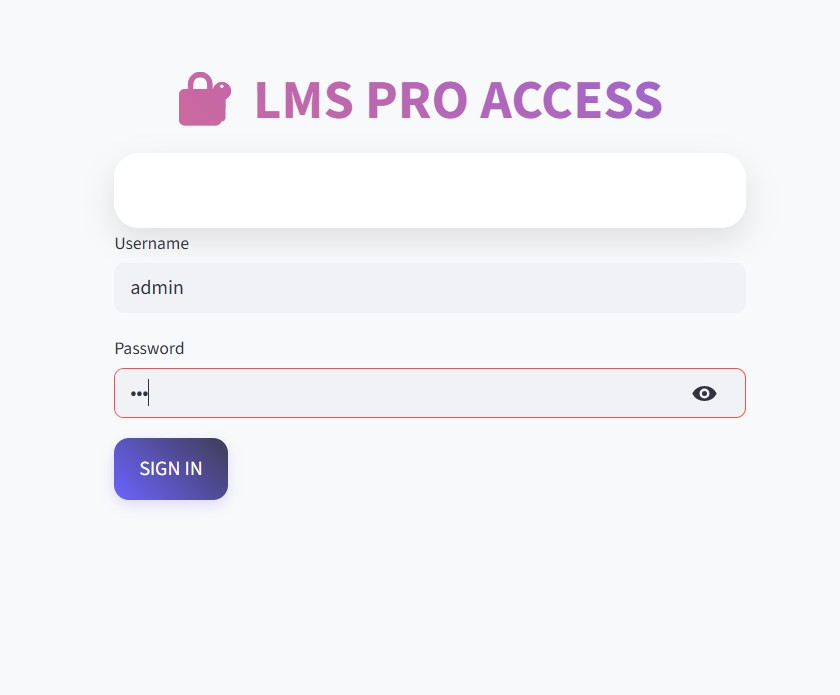 LMS PRO ACCESS
Username
admin
Password
•••
SIGN IN